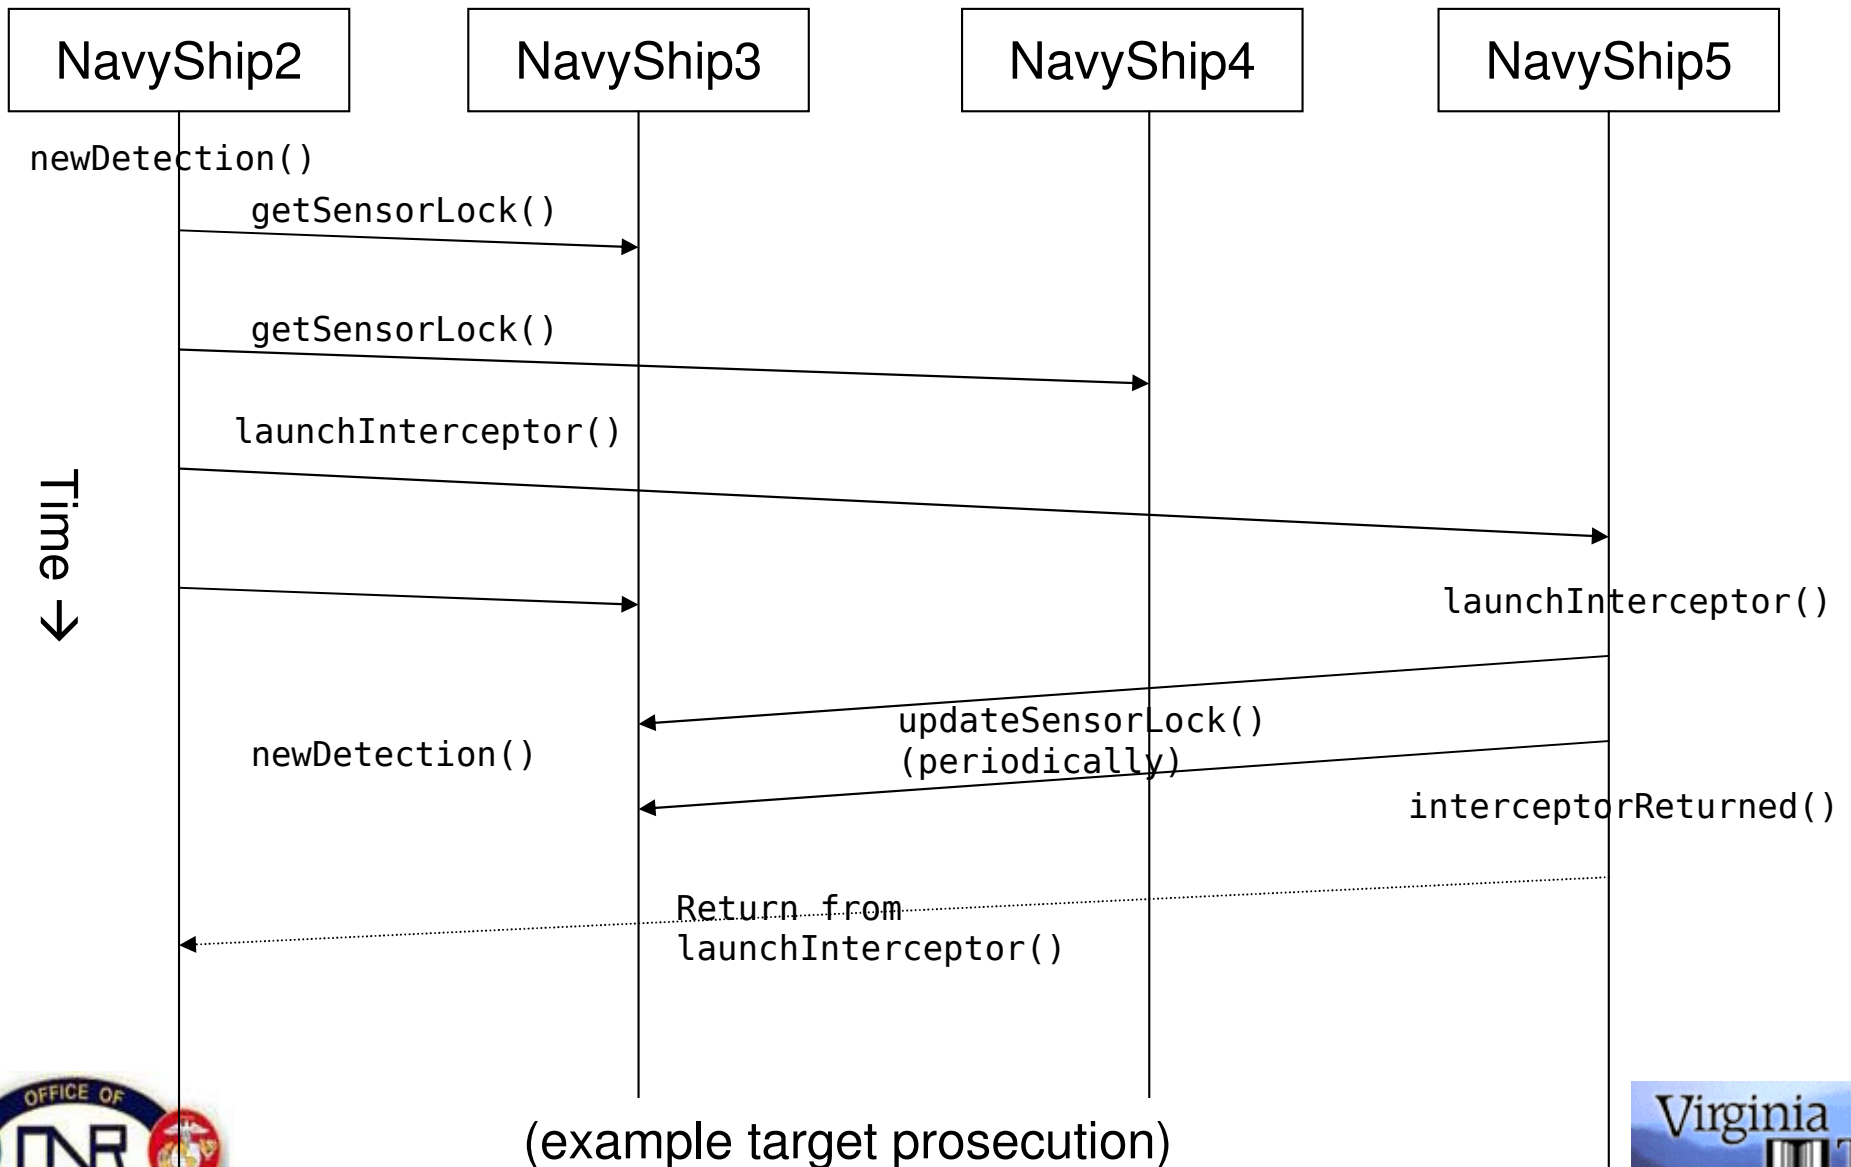 NavyShip2
NavyShip3
NavyShip4
NavyShip5
newDetection()
getSensorLock()
getSensorLock()
launchInterceptor()
Time →
launchInterceptor()
updateSensorLock()
(periodically)
newDetection()
interceptorReturned()
Return from
launchInterceptor()
OFFICE OF
(example target prosecution)
Virginia